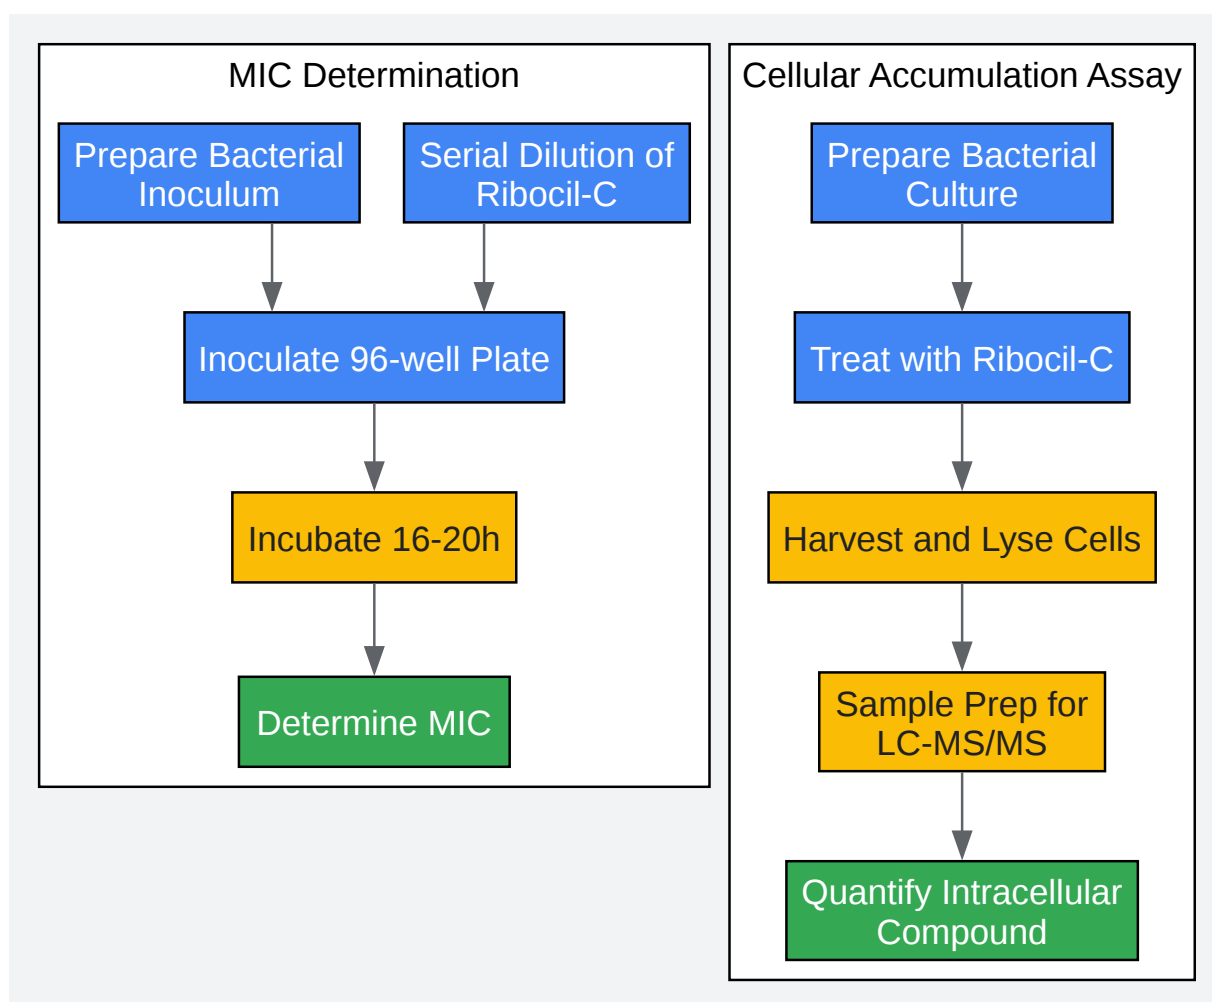 MIC Determination
Prepare Bacterial
Inoculum
Serial Dilution of
Ribocil-C
Inoculate 96-well Plate
Incubate 16-20h
Determine MIC
Cellular Accumulation Assay
Prepare Bacterial
Culture
Treat with Ribocil-C
Harvest and Lyse Cells
Sample Prep for
LC-MS/MS
Quantify Intracellular
Compound